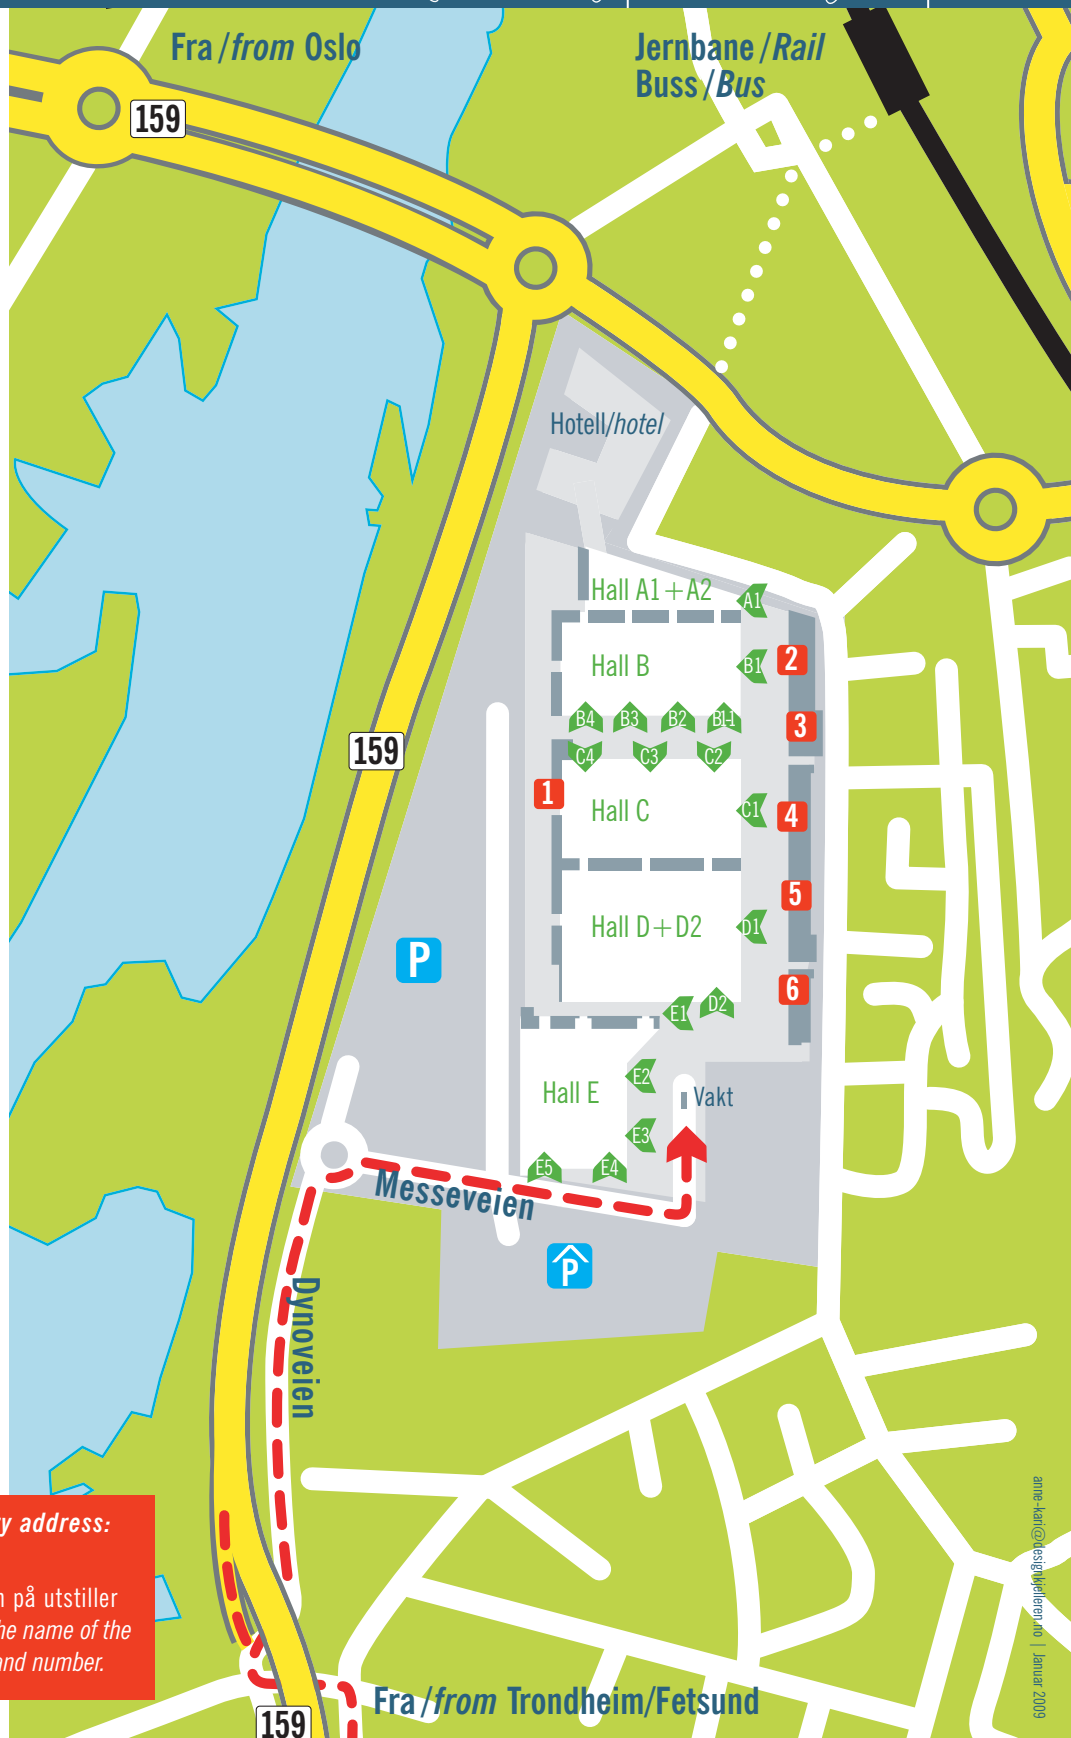 Fra / from Oslo
Jernbane / Rail
Buss / Bus
159
Hotell/hotel
Hall A1 + A2
A1
Hall B
B1
2
B4
B3
B2
B1-1
3
C4
C3
C2
159
1
Hall C
C1
4
5
Hall D + D2
D1
P
6
E1
D2
E2
Hall E
Vakt
E3
E5
E4
Messeveien
P
Dynoveien
address:
på utstiller
name of the
and number.
Fra / from Trondheim/Fetsund
159
anne-kari@designkjelleren.no | Januar 2009